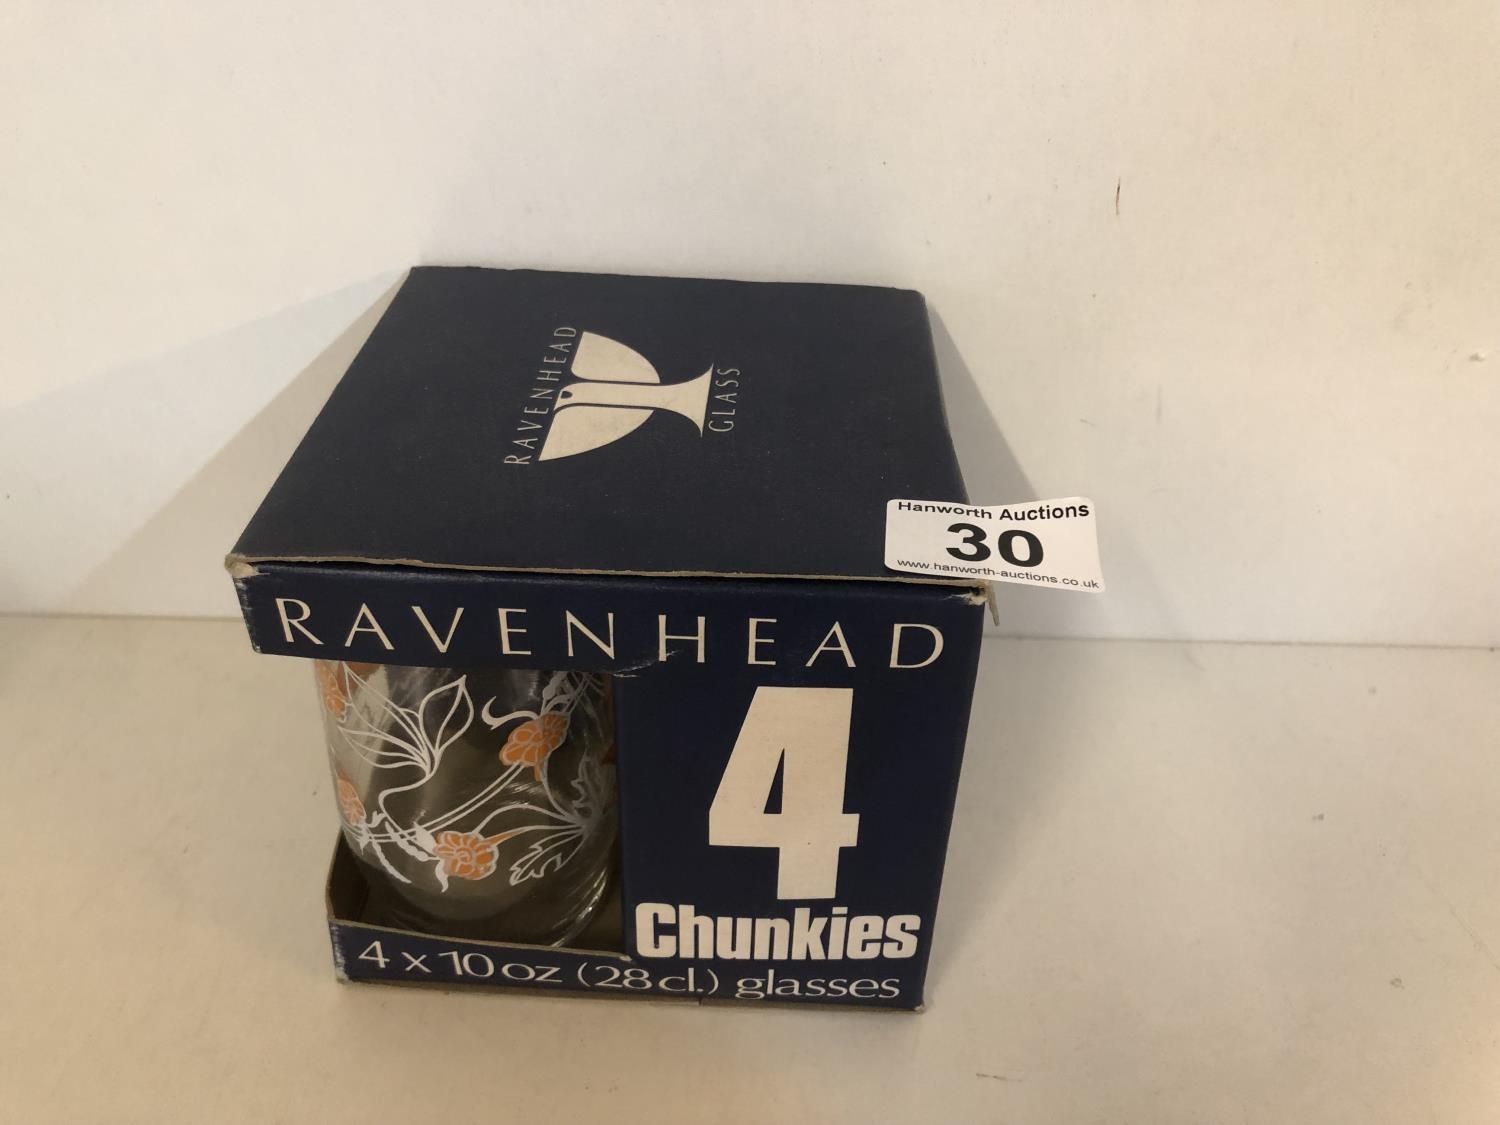 RAVENHEAD
GLASS
Hanworth Auctions
30
www.hanworth-auctions.co.uk
RAVENHEAD
4
Chunkies
4 x 10 oz (28 cl.) glasses